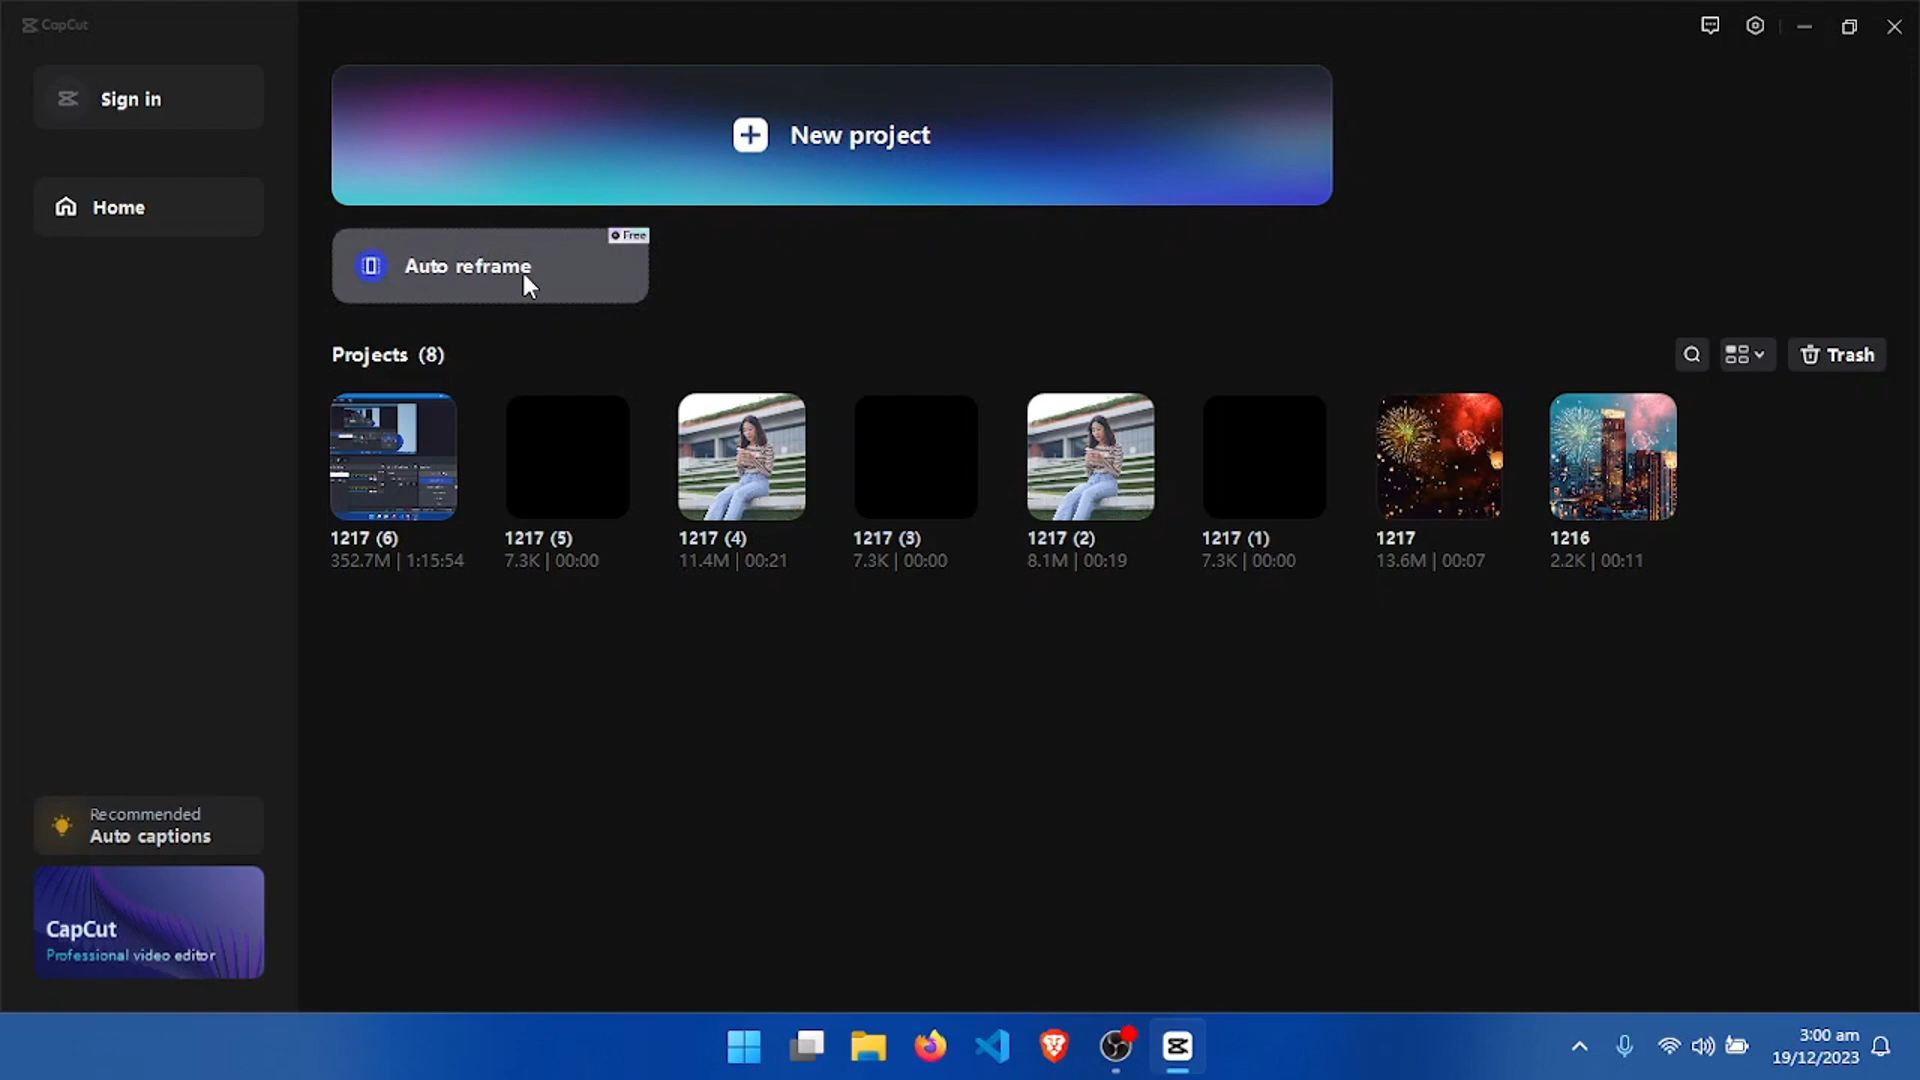 CapCut
Sign in
Home
New project
Free
Auto reframe
Projects (8)
Trash
1217 (6)
352.7M | 1:15:54
1217 (5)
7.3K | 00:00
1217 (4)
11.4M | 00:21
1217 (3)
7.3K | 00:00
1217 (2)
8.1M | 00:19
1217 (1)
7.3K | 00:00
1217
13.6M | 00:07
1216
2.2K | 00:11
Recommended
Auto captions
CapCut
Professional video editor
3:00 am
19/12/2023